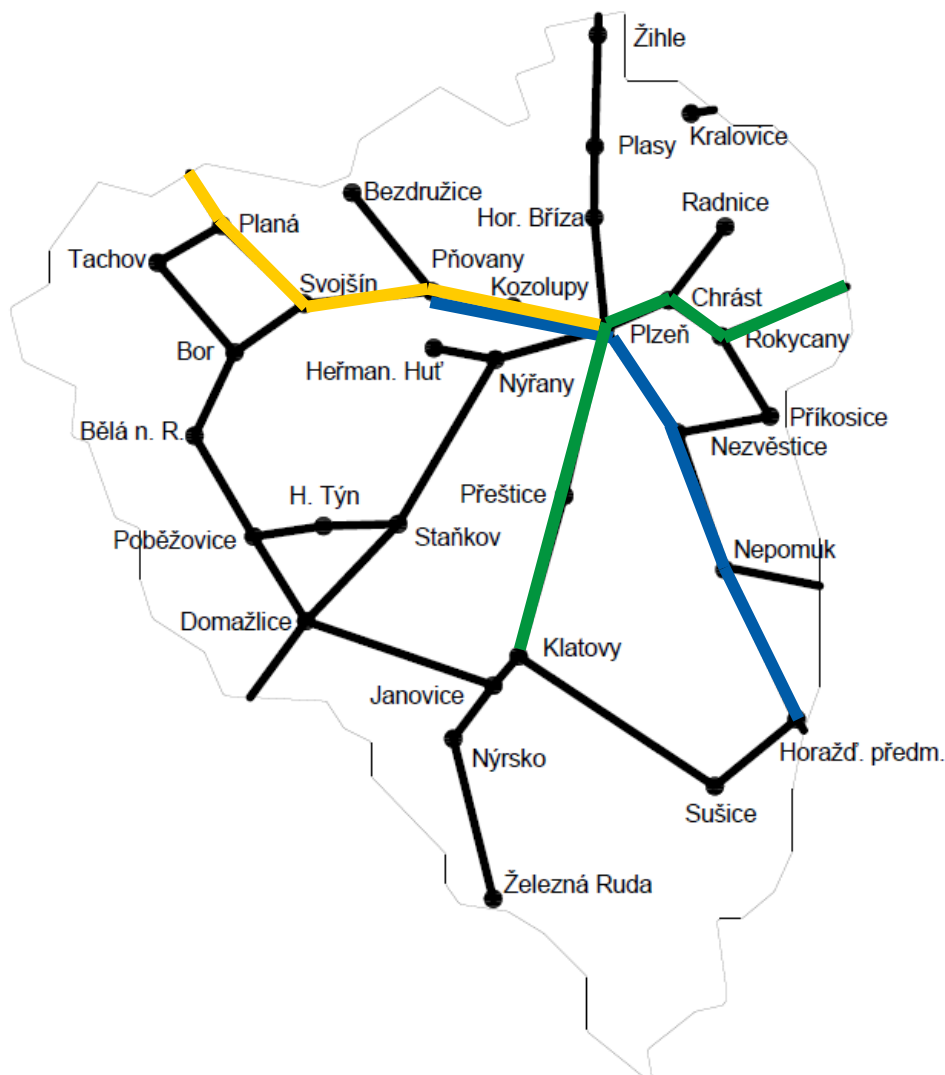 Žihle
Kralovice
Plasy
Bezdružice
Radnice
Hor. Bříza
Planá
Tachov
Pňovany
Svojšín
Kozolupy
Chrást
Plzeň
Rokycany
Bor
Heřman. Huť
Nýřany
Příkosice
Bělá n. R.
Nezvěstice
H. Týn
Přeštice
Poběžovice
Staňkov
Nepomuk
Domažlice
Klatovy
Janovice
Nýrsko
Horažď. předm.
Sušice
Železná Ruda